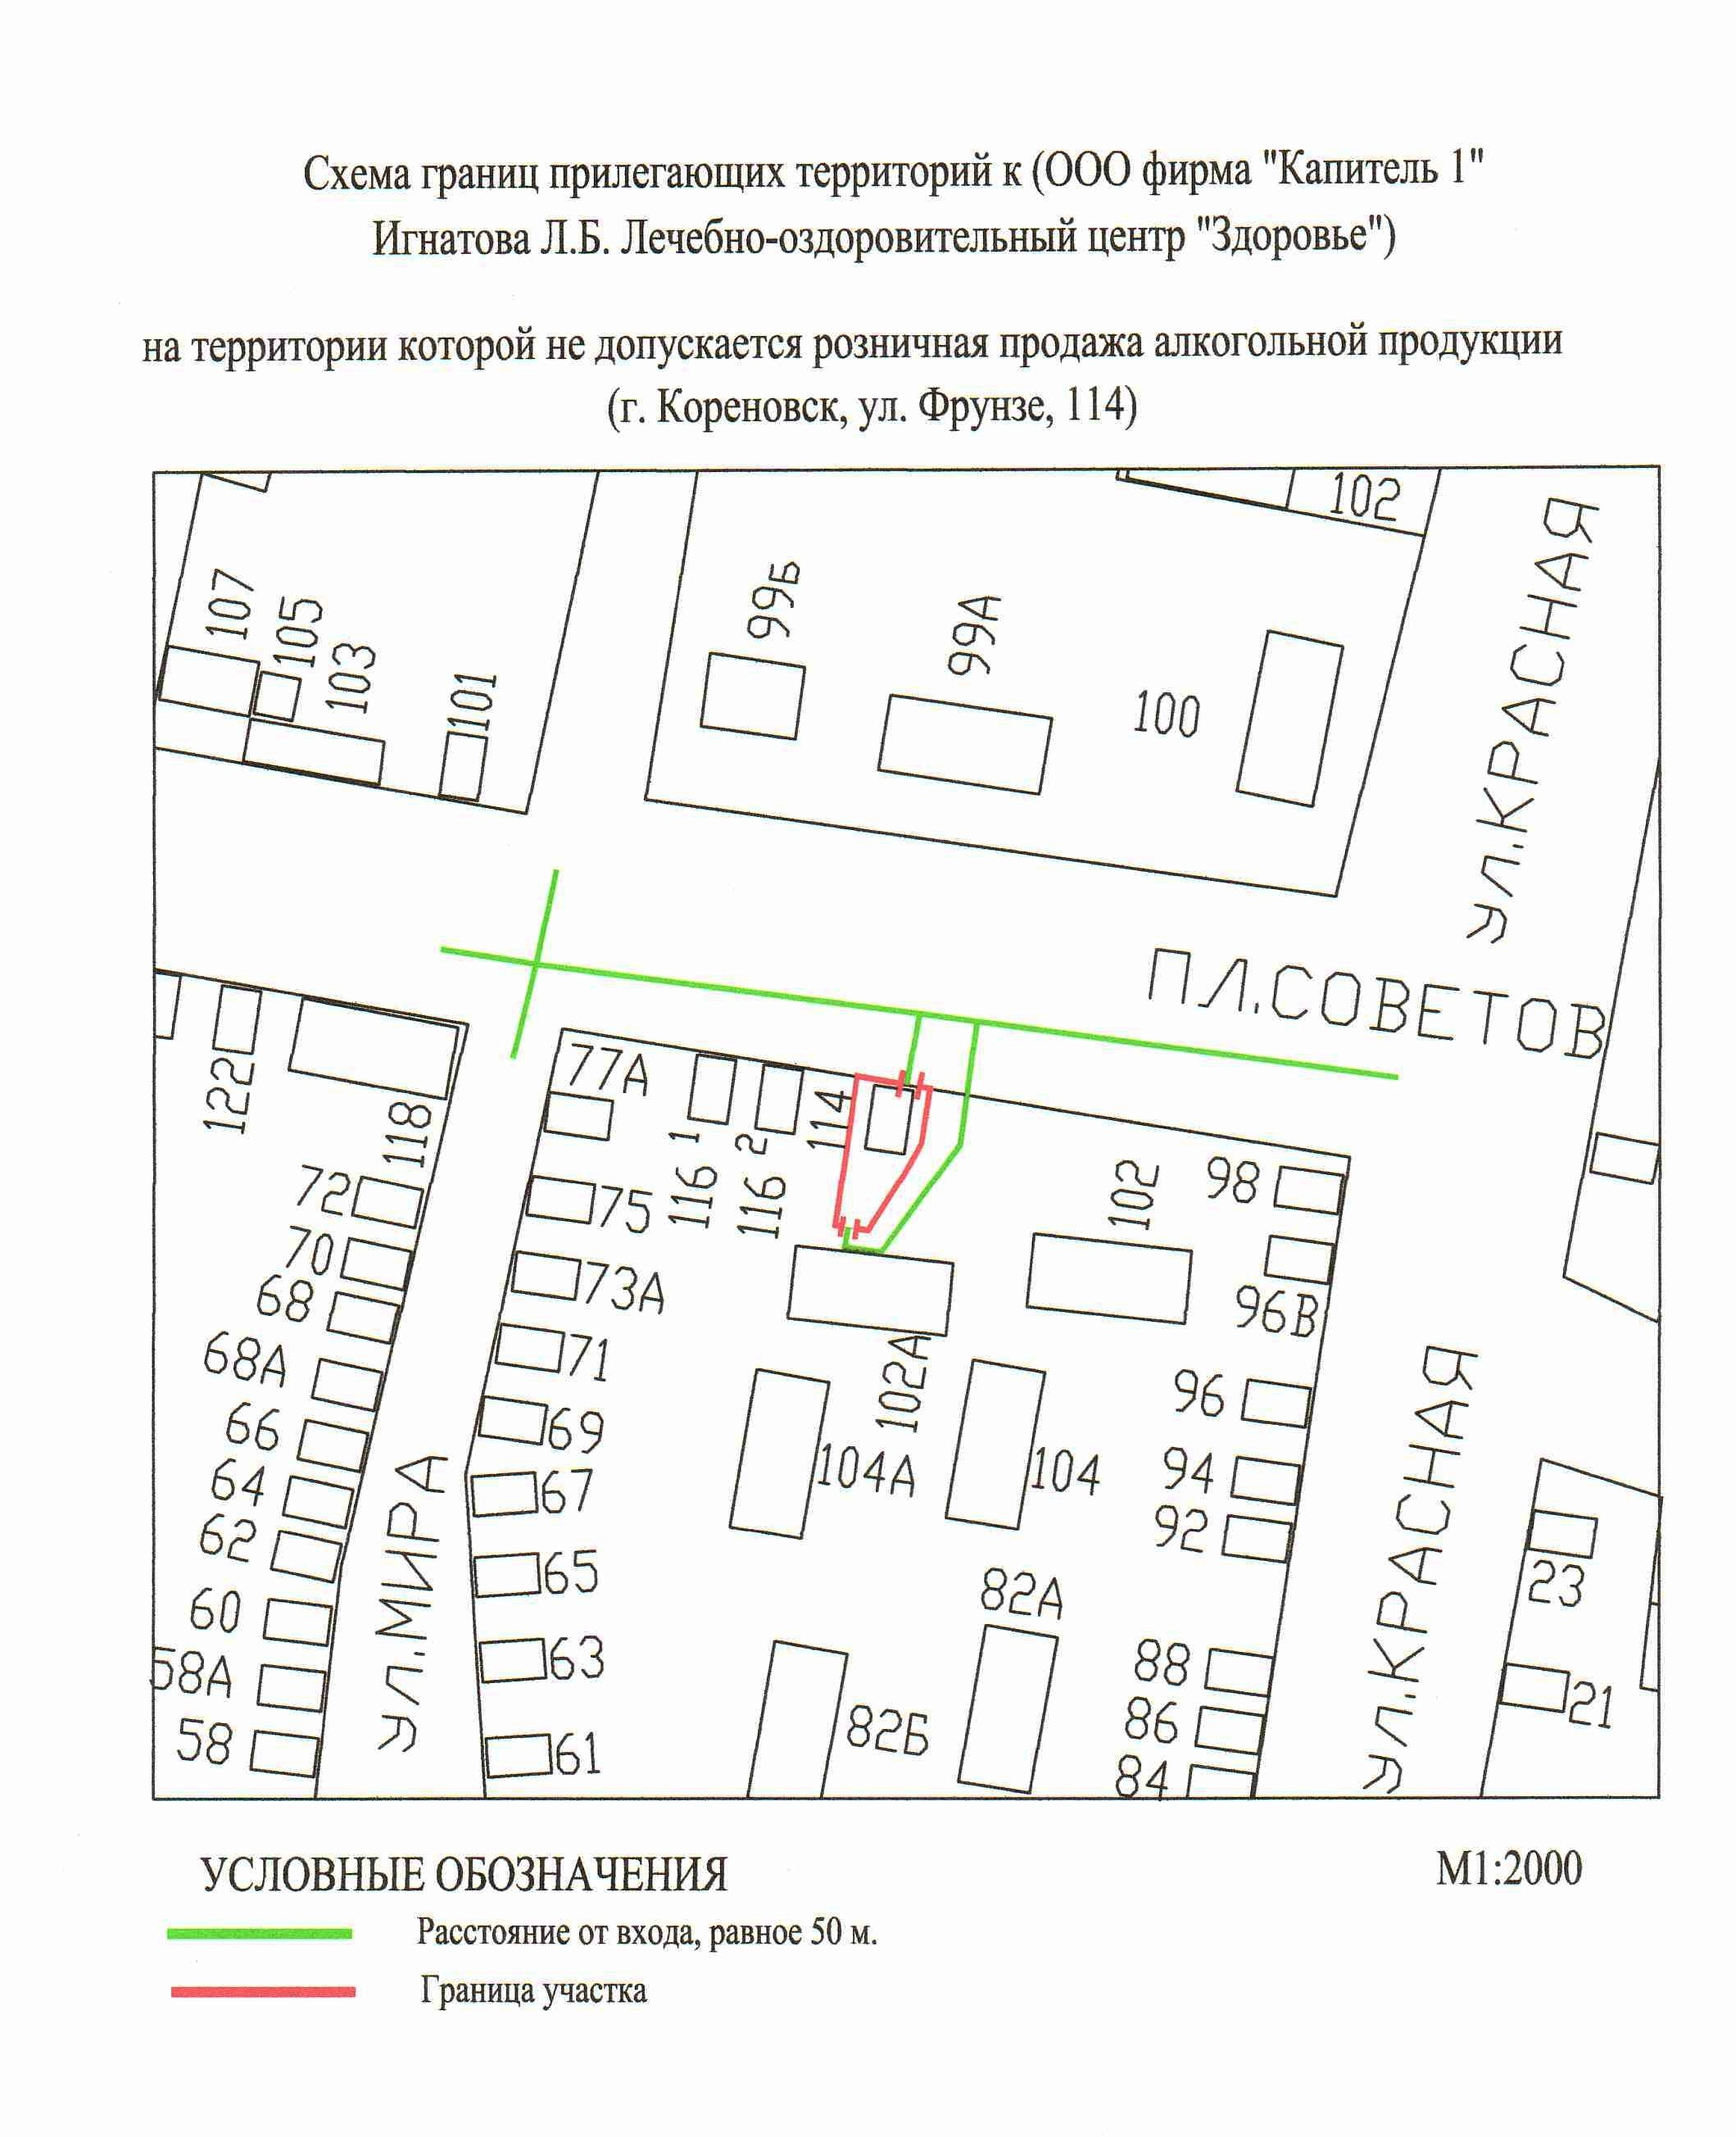 Схема границ прилегающих территорий к (ООО фирма "Капитель 1"
Игнатова Л.Б. Лечебно-оздоровительный центр "Здоровье")
на территории которой не допускается розничная продажа алкогольной продукции
(г. Кореновск, ул. Фрунзе, 114)
102
107
105
103
101
99Б
99А
100
УЛ.КРАСНАЯ
ПЛ.СОВЕТОВ
122
118
77А
116 1
116 2
114
102
98
72
75
70
73А
96В
68
68А
71
102А
96
66
69
104А
104
94
64
67
92
62
УЛ.МИРА
65
82А
УЛ.КРАСНАЯ
23
60
63
88
58А
21
58
61
82Б
86
84
УСЛОВНЫЕ ОБОЗНАЧЕНИЯ
М1:2000
Расстояние от входа, равное 50 м.
Граница участка